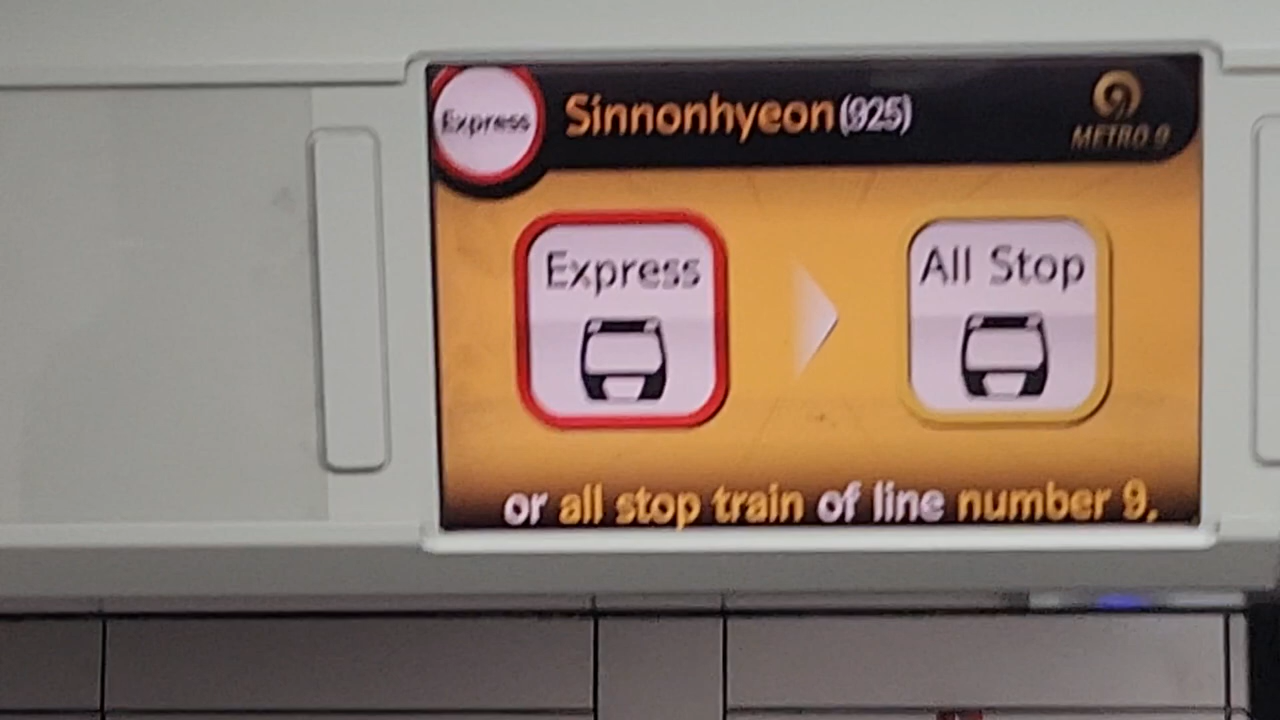 Express
Sinnonhyeon (925)
METRO 9
Express
All Stop
or all stop train of line number 9,